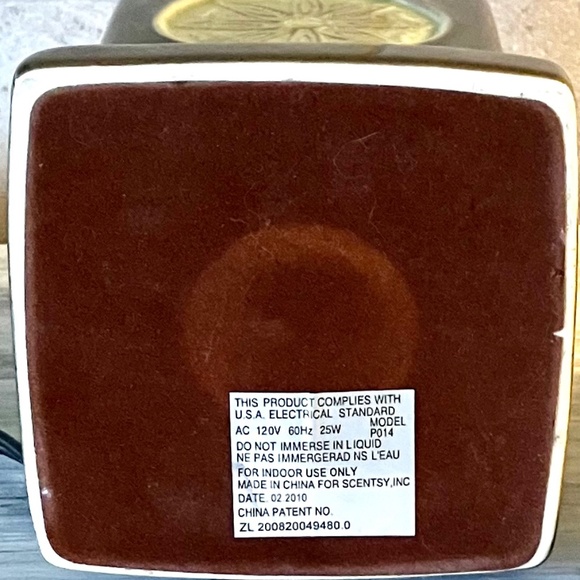 THIS PRODUCT COMPLIES WITH
U.S.A. ELECTRICAL STANDARD
AC 120V 60Hz 25W MODEL
P014
DO NOT IMMERSE IN LIQUID
NE PAS IMMERGERAD NS L'EAU
FOR INDOOR USE ONLY
MADE IN CHINA FOR SCENTSY,INC
DATE. 02 2010
CHINA PATENT NO.
ZL 200820049480.0